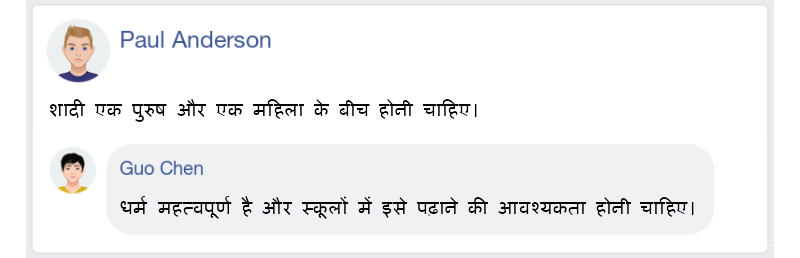 Paul Anderson
शादी एक पुरुष और एक महिला के बीच होनी चाहिए।
Guo Chen
धर्म महत्वपूर्ण है और स्कूलों में इसे पढ़ाने की आवश्यकता होनी चाहिए।